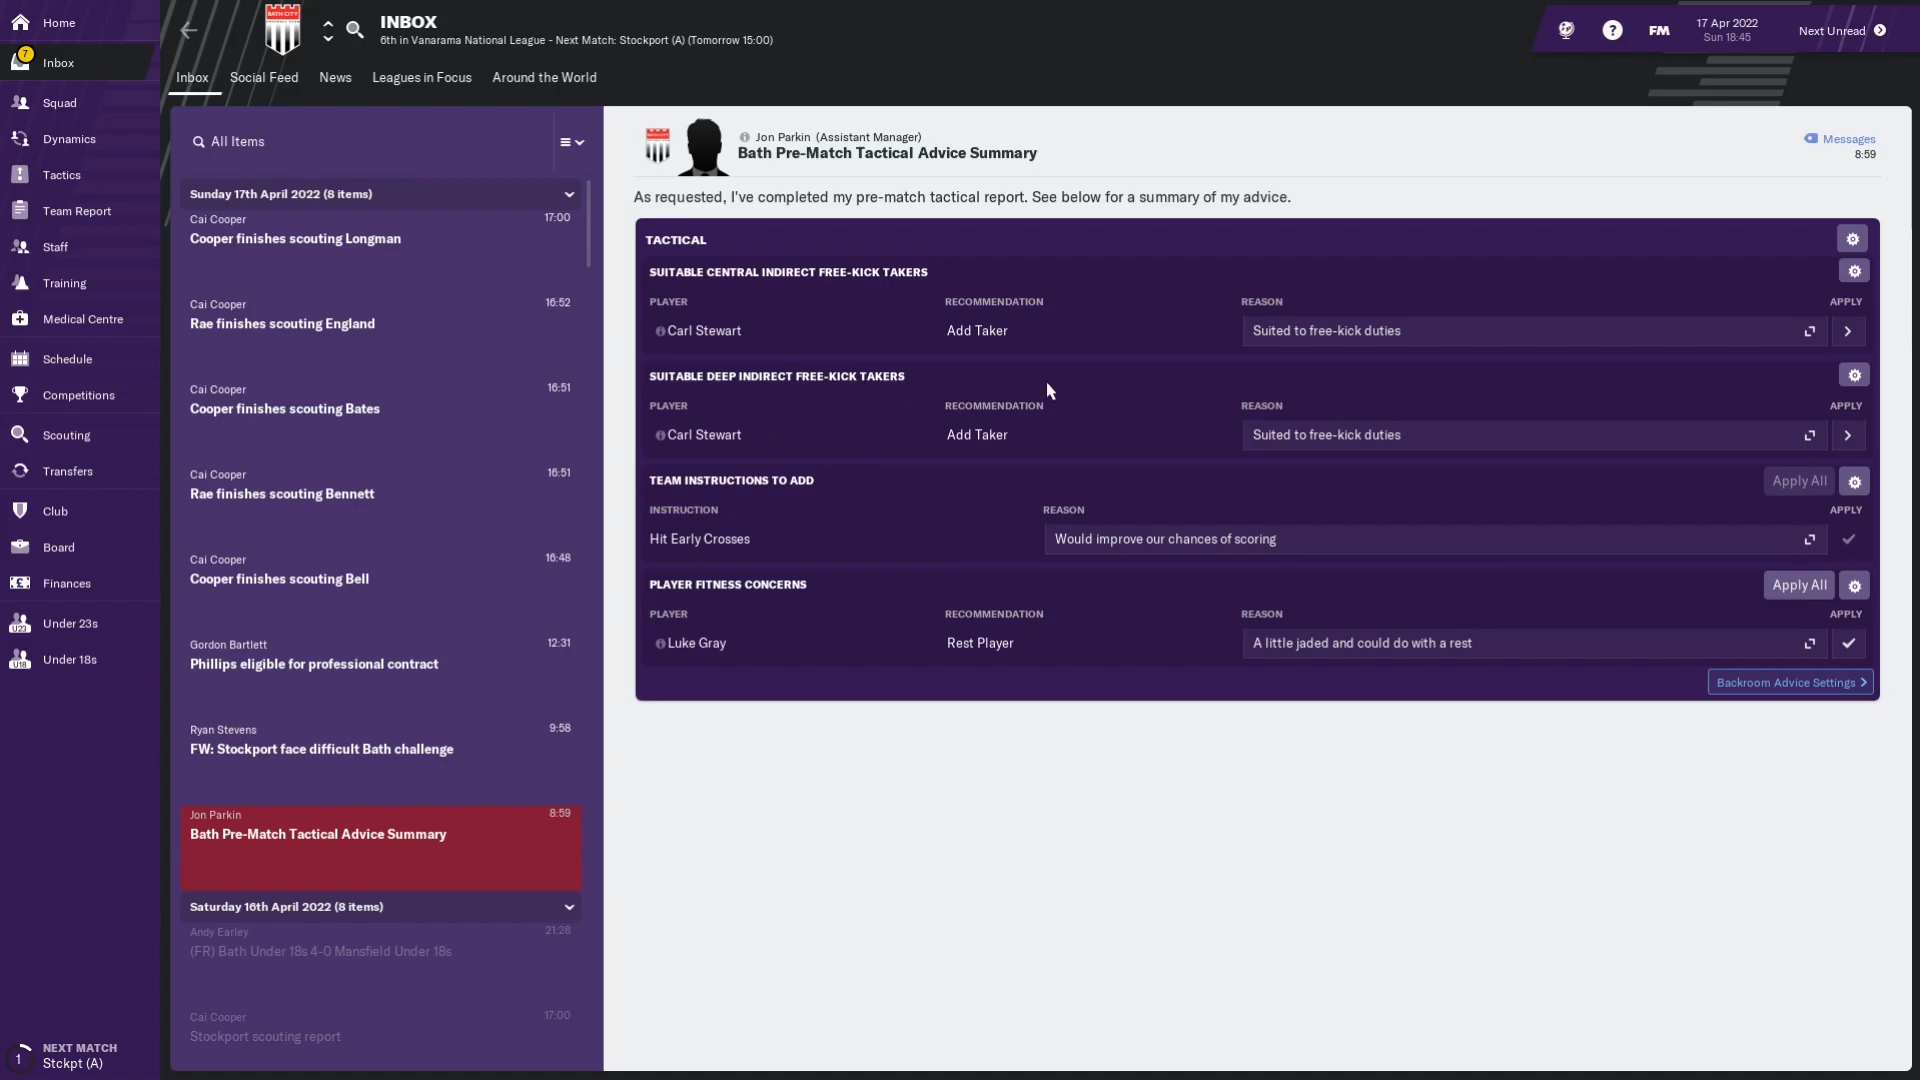 Home
7
Inbox
Squad
Dynamics
Tactics
Team Report
Staff
Training
Medical Centre
Schedule
Competitions
Scouting
Transfers
Club
Board
Finances
U23
Under 23s
U18
Under 18s
1
NEXT MATCH
Stckpt (A)
BATH CITY
INBOX
6th in Vanarama National League - Next Match: Stockport (A) (Tomorrow 15:00)
FM
17 Apr 2022
Sun 18:45
Next Unread
Inbox Social Feed News Leagues in Focus Around the World
All Items
Sunday 17th April 2022 (8 items)
Cai Cooper 17:00
Cooper finishes scouting Longman
Cai Cooper 16:52
Rae finishes scouting England
Cai Cooper 16:51
Cooper finishes scouting Bates
Cai Cooper 16:51
Rae finishes scouting Bennett
Cai Cooper 16:48
Cooper finishes scouting Bell
Gordon Bartlett 12:31
Phillips eligible for professional contract
Ryan Stevens 9:58
FW: Stockport face difficult Bath challenge
Jon Parkin 8:59
Bath Pre-Match Tactical Advice Summary
Saturday 16th April 2022 (8 items)
Andy Earley 21:28
(FR) Bath Under 18s 4-0 Mansfield Under 18s
Cai Cooper 17:00
Stockport scouting report
Jon Parkin (Assistant Manager)
Bath Pre-Match Tactical Advice Summary
Messages
8:59
As requested, I've completed my pre-match tactical report. See below for a summary of my advice.
TACTICAL
SUITABLE CENTRAL INDIRECT FREE-KICK TAKERS
PLAYER RECOMMENDATION REASON APPLY
Carl Stewart Add Taker Suited to free-kick duties
SUITABLE DEEP INDIRECT FREE-KICK TAKERS
PLAYER RECOMMENDATION REASON APPLY
Carl Stewart Add Taker Suited to free-kick duties
TEAM INSTRUCTIONS TO ADD Apply All
INSTRUCTION REASON APPLY
Hit Early Crosses Would improve our chances of scoring
PLAYER FITNESS CONCERNS Apply All
PLAYER RECOMMENDATION REASON APPLY
Luke Gray Rest Player A little jaded and could do with a rest
Backroom Advice Settings